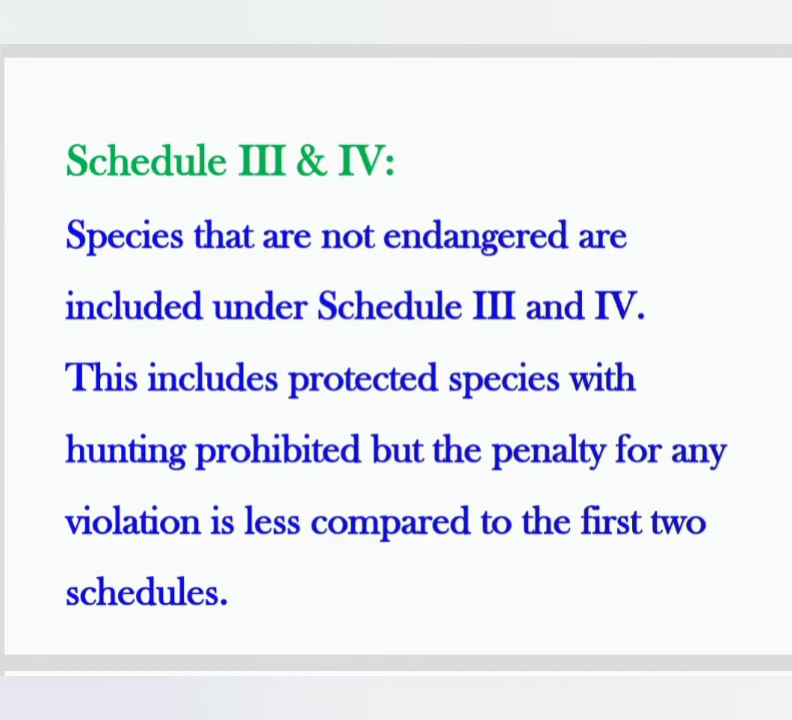 Schedule III & IV:
Species that are not endangered are
included under Schedule III and IV.
This includes protected species with
hunting prohibited but the penalty for any
violation is less compared to the first two
schedules.